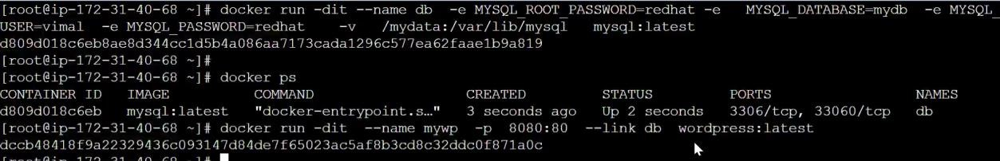 [root@ip-172-31-40-68 ~]# docker run -dit --name db -e MYSQL_ROOT_PASSWORD=redhat -e MYSQL_DATABASE=mydb -e MYSQL_
USER=vimal -e MYSQL_PASSWORD=redhat -v /mydata:/var/lib/mysql mysql:latest
d809d018c6eb8ae8d344cc1d5b4a086aa7173cada1296c577ea62faae1b9a819
[root@ip-172-31-40-68 ~]#
[root@ip-172-31-40-68 ~]# docker ps
CONTAINER ID IMAGE COMMAND CREATED STATUS PORTS NAMES
d809d018c6eb mysql:latest "docker-entrypoint.s…" 3 seconds ago Up 2 seconds 3306/tcp, 33060/tcp db
[root@ip-172-31-40-68 ~]# docker run -dit --name mywp -p 8080:80 --link db wordpress:latest
dccb48418f9a22329436c093147d84de7f65023ac5af8b3cd8c32ddc0f871a0c
[root@ip-172-31-40-68 ~]#